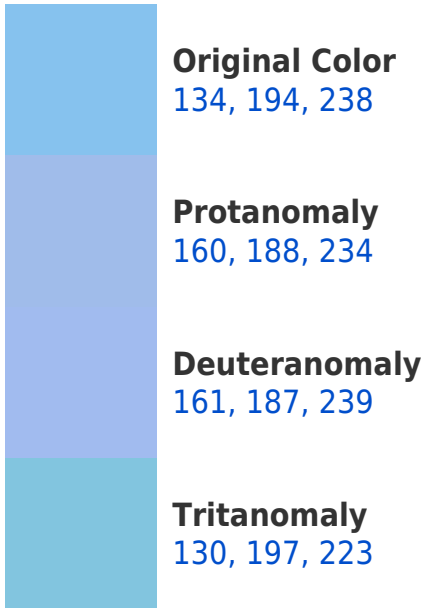 Original Color
134, 194, 238
Protanomaly
160, 188, 234
Deuteranomaly
161, 187, 239
Tritanomaly
130, 197, 223